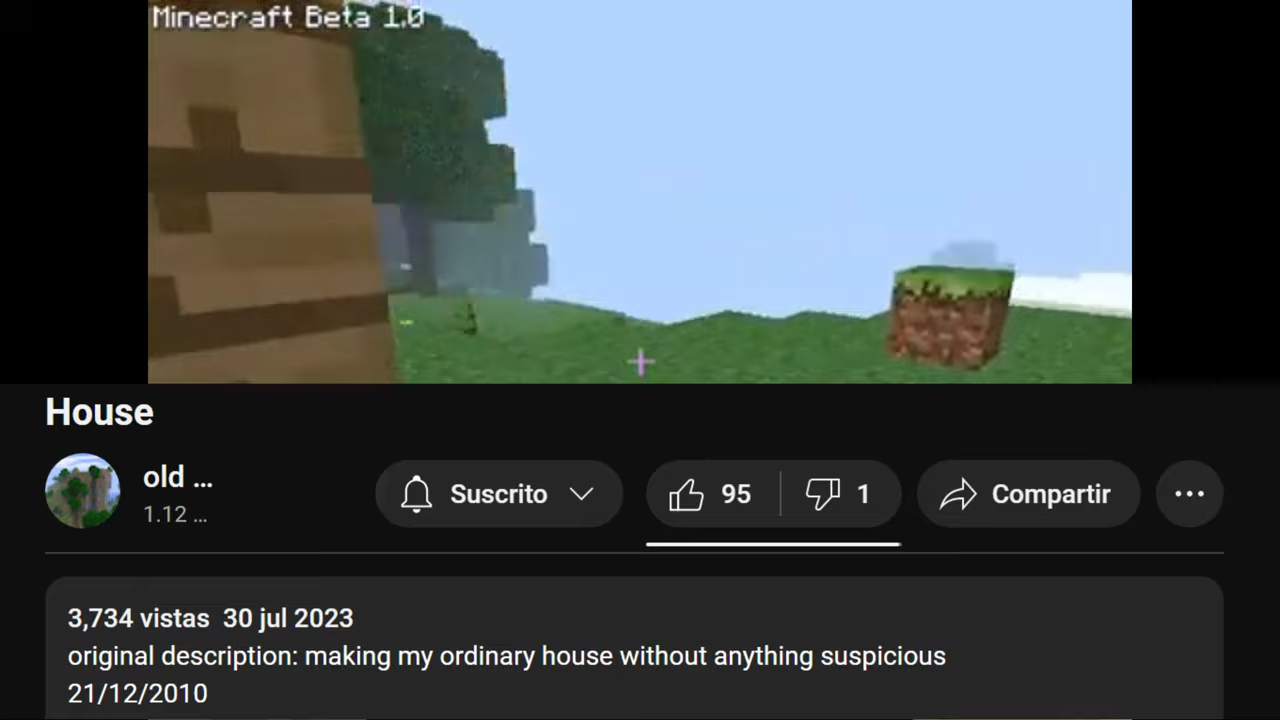 Minecraft Beta 1.0
House
old ...
1.12 ...
Suscrito
95
1
Compartir
3,734 vistas 30 jul 2023
original description: making my ordinary house without anything suspicious
21/12/2010